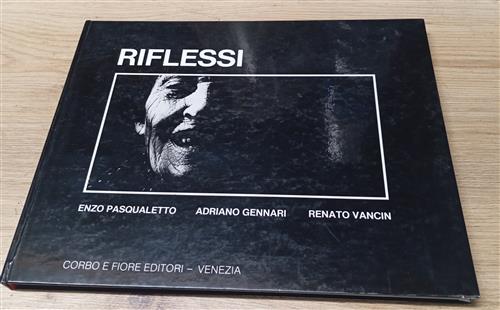 RIFLESSI
ENZO PASQUALETTO ADRIANO GENNARI RENATO VANCIN
CORBO E FIORE EDITORI – VENEZIA